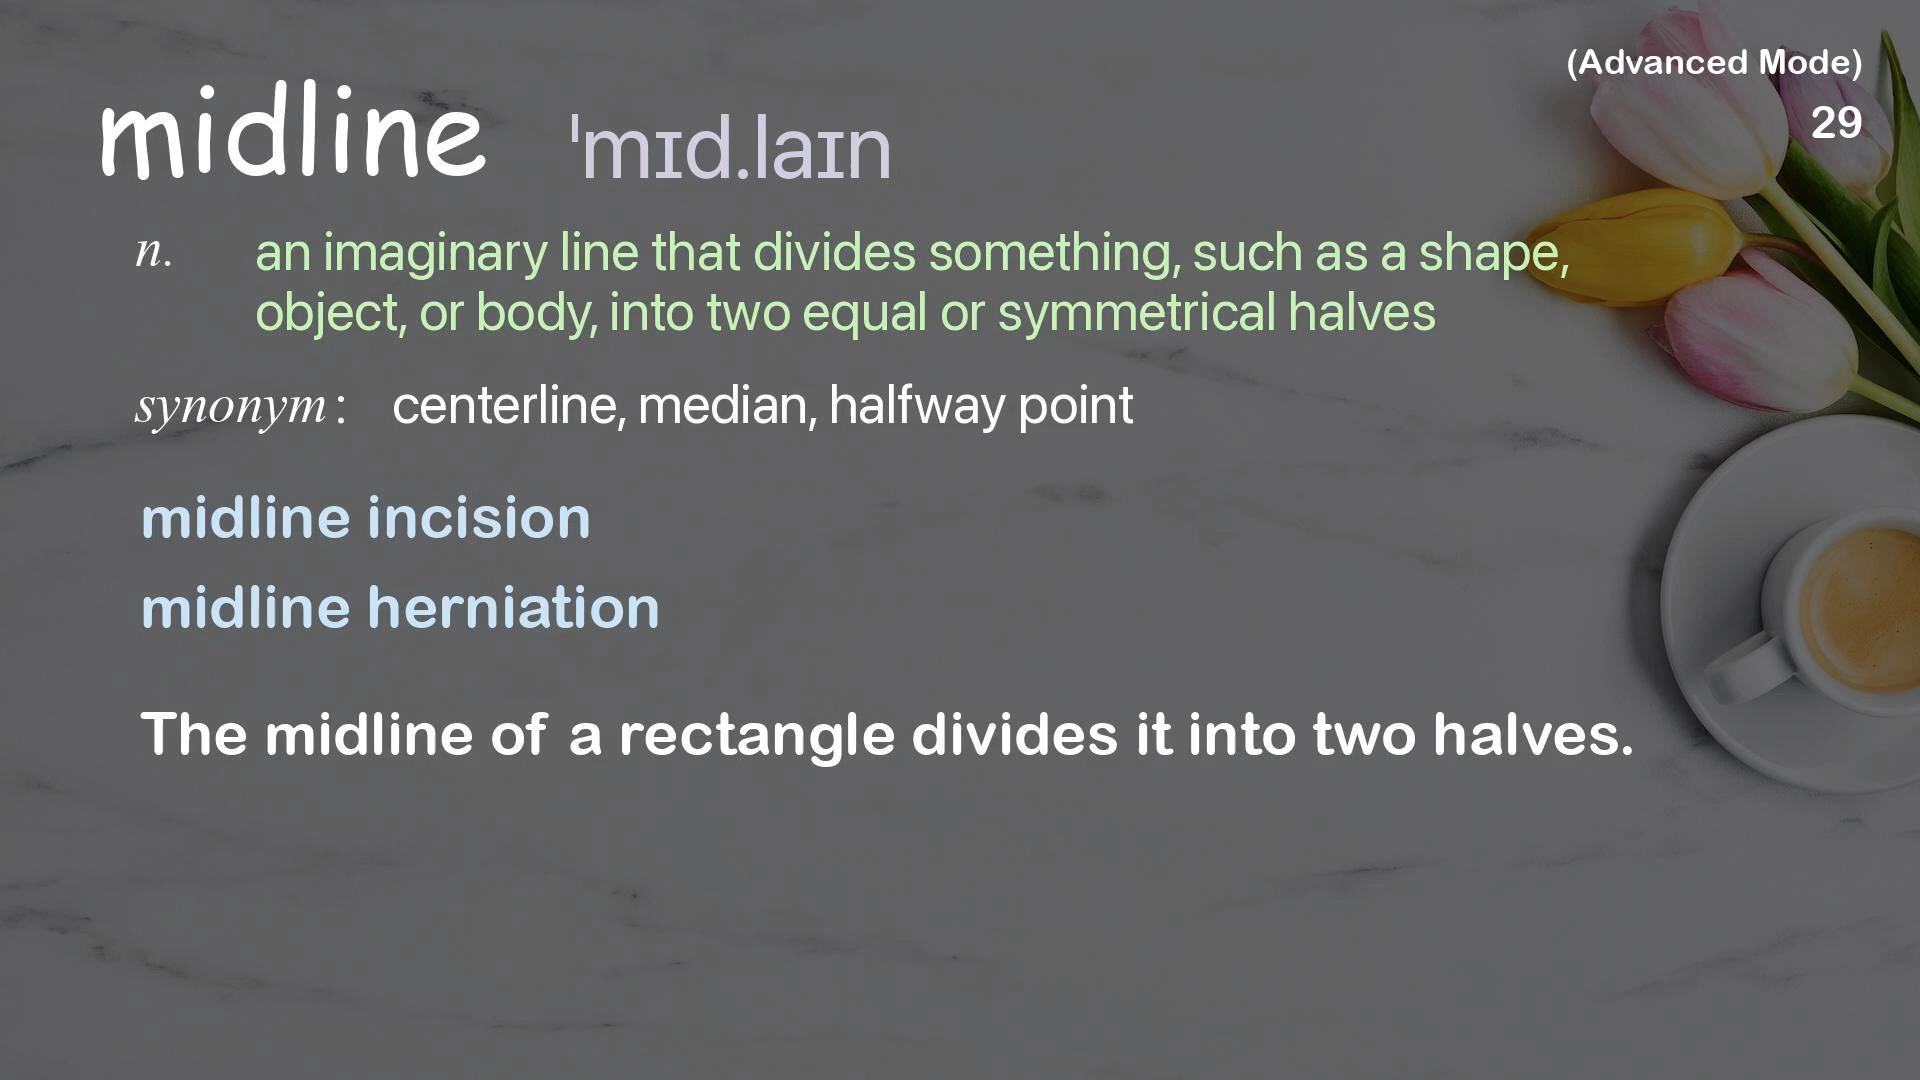 (Advanced Mode)
29
midline ˈmɪd.laɪn
n. an imaginary line that divides something, such as a shape,
object, or body, into two equal or symmetrical halves
synonym : centerline, median, halfway point
midline incision
midline herniation
The midline of a rectangle divides it into two halves.